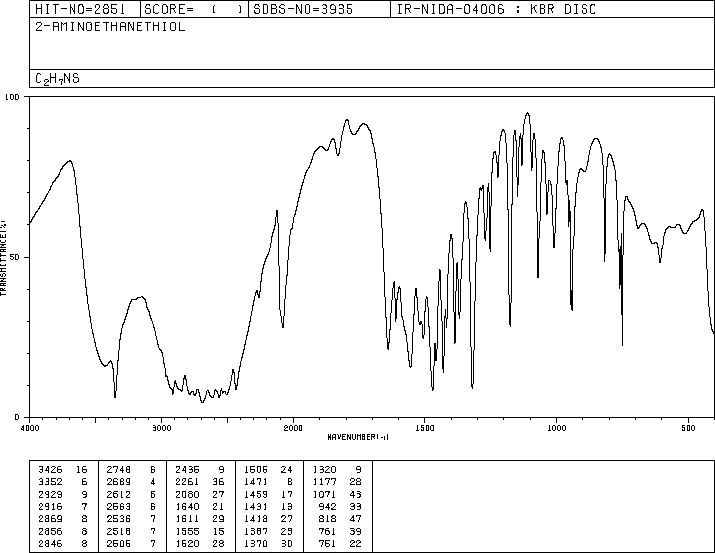 HIT-NO=2851 SCORE= ( ) SDBS-NO=3935 IR-NIDA-04006 : KBR DISC
2-AMINOETHANETHIOL
C2H7NS
100
TRANSMITTANCE(%)
50
0
4000 3000 2000 1500 1000 500
WAVENUMBER(-1)
3426 16 2748 6 2436 9 1506 24 1320 9
3352 6 2689 4 2261 36 1471 8 1177 28
2929 9 2612 6 2080 27 1459 17 1071 43
2916 7 2563 6 1640 21 1431 13 942 33
2869 8 2536 7 1611 29 1418 27 818 47
2856 8 2518 7 1555 15 1387 23 761 39
2846 8 2506 7 1520 28 1370 30 751 22